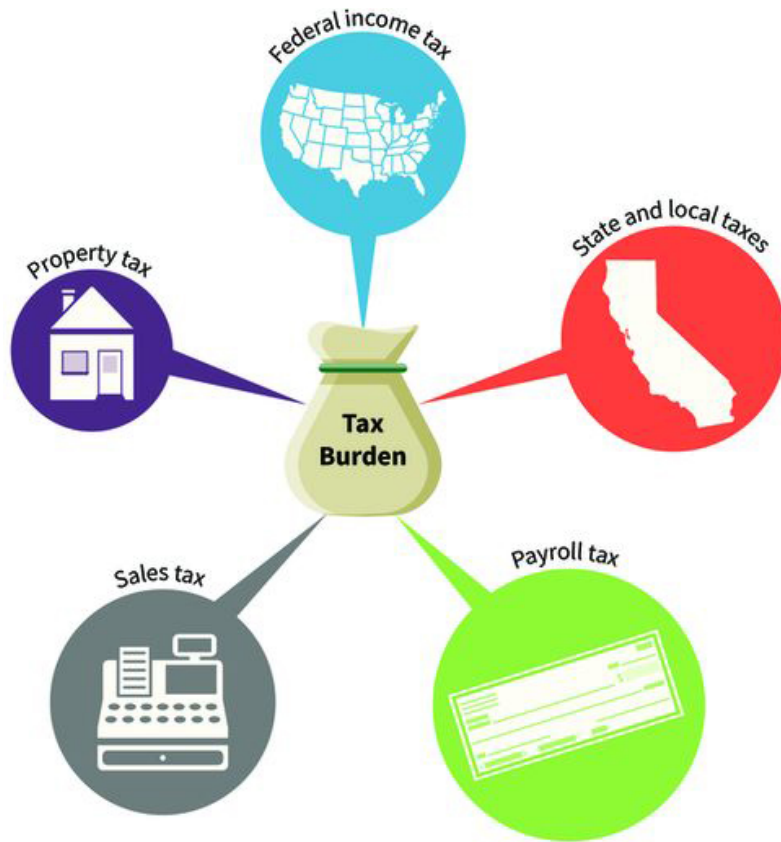 Federal income tax
State and local taxes
Property tax
Tax
Burden
Sales tax
Payroll tax